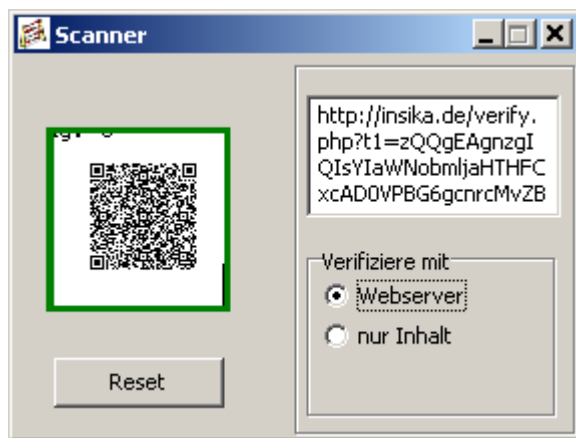 Scanner
http://insika.de/verify.
php?t1=zQQgEAgnzgI
QIsYIaWNobmljaHTHFC
xcAD0VPBG6gcnrcMvZB
Verifiziere mit
Webserver
nur Inhalt
Reset